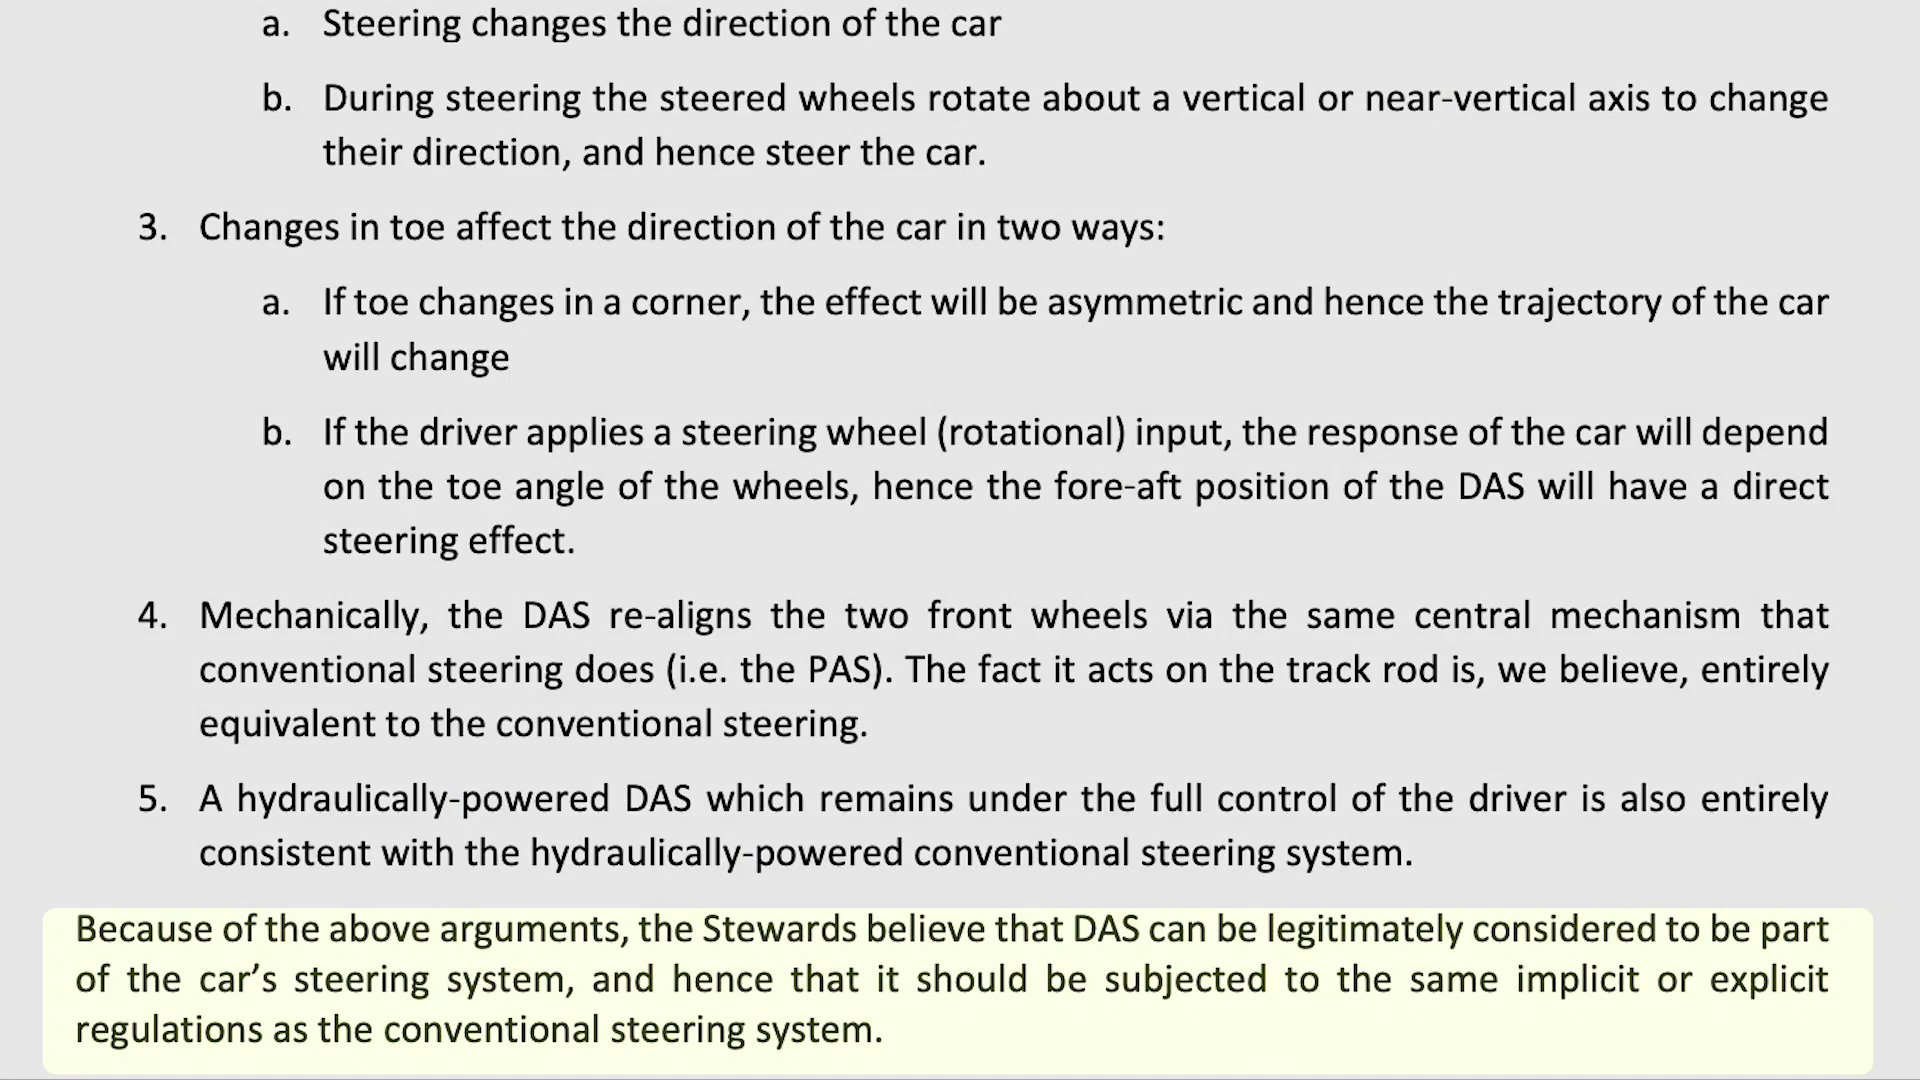 a. Steering changes the direction of the car
b. During steering the steered wheels rotate about a vertical or near-vertical axis to change
their direction, and hence steer the car.
3. Changes in toe affect the direction of the car in two ways:
a. If toe changes in a corner, the effect will be asymmetric and hence the trajectory of the car
will change
b. If the driver applies a steering wheel (rotational) input, the response of the car will depend
on the toe angle of the wheels, hence the fore-aft position of the DAS will have a direct
steering effect.
4. Mechanically, the DAS re-aligns the two front wheels via the same central mechanism that
conventional steering does (i.e. the PAS). The fact it acts on the track rod is, we believe, entirely
equivalent to the conventional steering.
5. A hydraulically-powered DAS which remains under the full control of the driver is also entirely
consistent with the hydraulically-powered conventional steering system.
Because of the above arguments, the Stewards believe that DAS can be legitimately considered to be part
of the car’s steering system, and hence that it should be subjected to the same implicit or explicit
regulations as the conventional steering system.